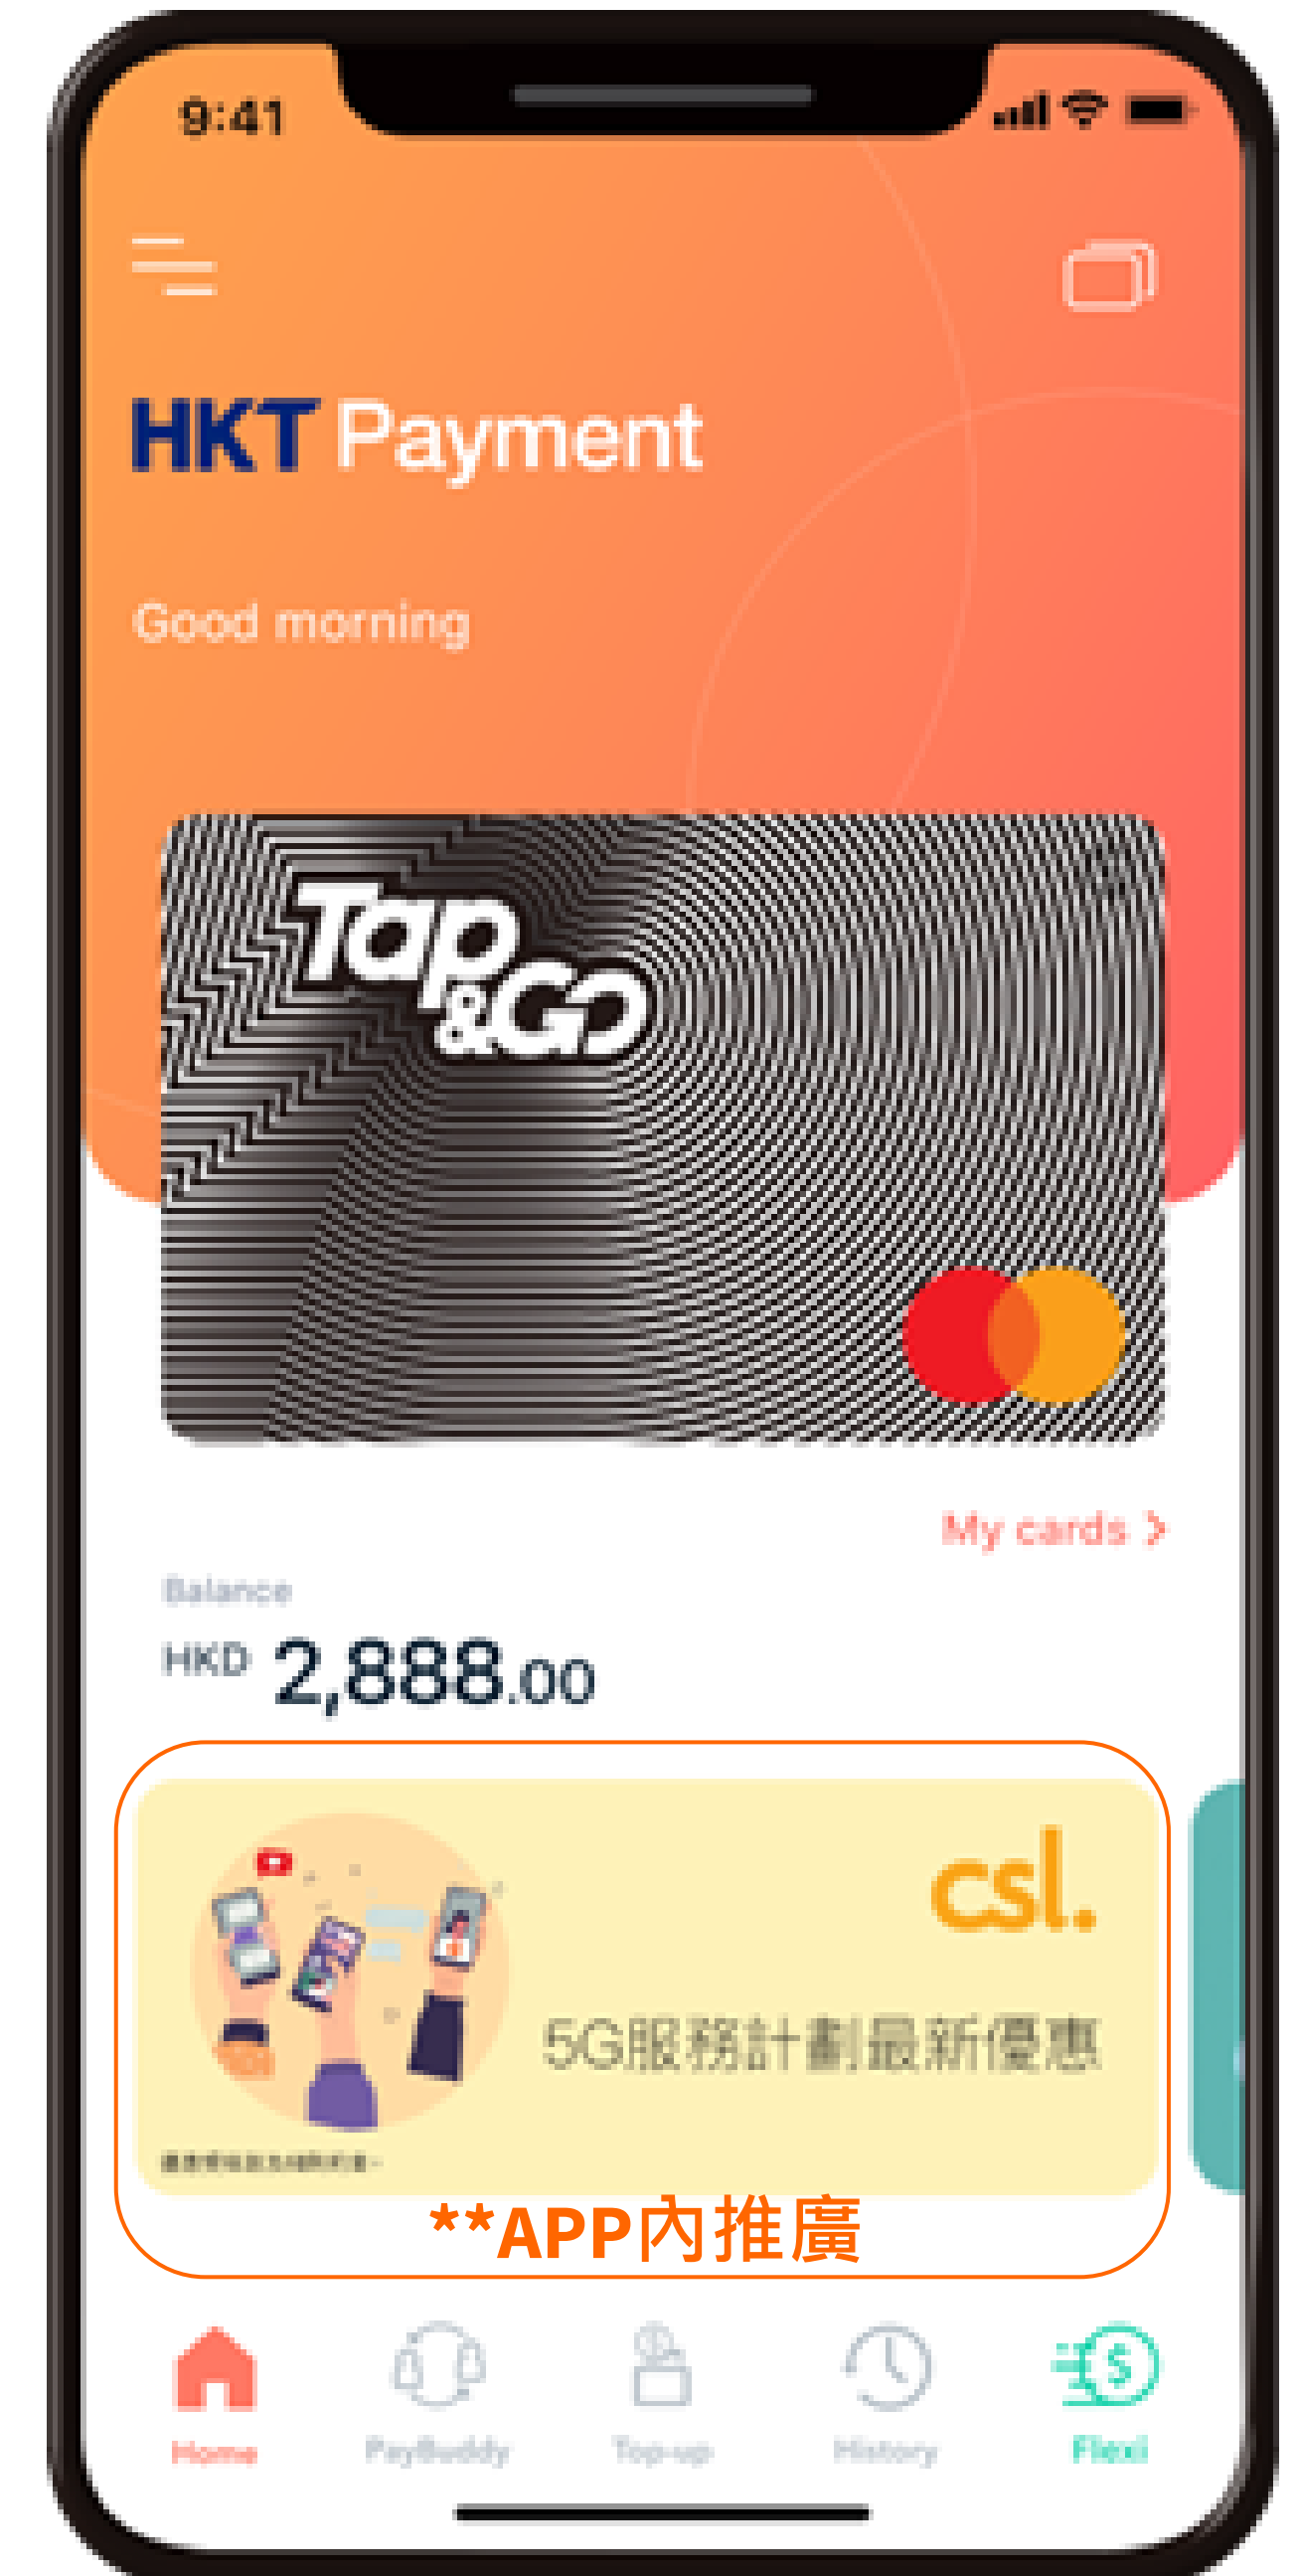 9:41
HKT Payment
Good morning
Tap
&GO
My cards
Balance
HKD 2,888.00
csl.
5G服務計劃最新優惠
**APP內推廣
Home
PayBuddy
Top-up
History
Flexi